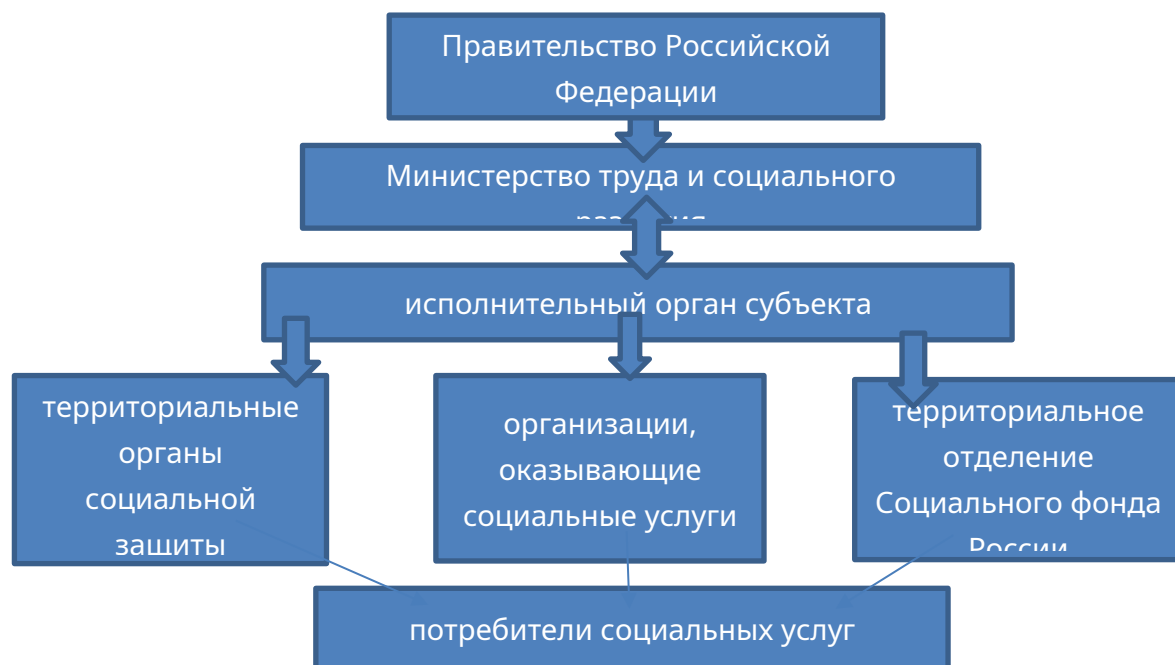 Правительство Российской
Федерации
Министерство труда и социального
исполнительный орган субъекта
территориальные
органы
социальной
защиты
организации,
оказывающие
социальные услуги
территориальное
отделение
Социального фонда
России
потребители социальных услуг